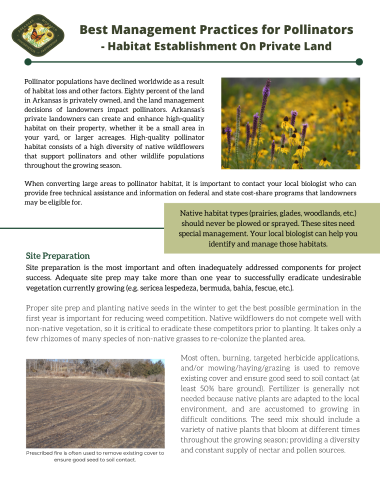 Best Management Practices for Pollinators
- Habitat Establishment On Private Land
Pollinator populations have declined worldwide as a result
of habitat loss and other factors. Eighty percent of the land
in Arkansas is privately owned, and the land management
decisions of landowners impact pollinators. Arkansas's
private landowners can create and enhance high-quality
habitat on their property, whether it be a small area in
your yard, or larger acreages. High-quality pollinator
habitat consists of a high diversity of native wildflowers
that support pollinators and other wildlife populations
throughout the growing season.
When converting large areas to pollinator habitat, it is important to contact your local biologist who can
provide free technical assistance and information on federal and state cost-share programs that landowners
may be eligible for.
Native habitat types (prairies, glades, woodlands, etc.)
should never be plowed or sprayed. These sites need
special management. Your local biologist can help you
identify and manage those habitats.
Site Preparation
Site preparation is the most important and often inadequately addressed components for project
success. Adequate site prep may take more than one year to successfully eradicate undesirable
vegetation currently growing (e.g. sericea lespedeza, bermuda, bahia, fescue, etc.).
Proper site prep and planting native seeds in the winter to get the best possible germination in the
first year is important for reducing weed competition. Native wildflowers do not compete well with
non-native vegetation, so it is critical to eradicate these competitors prior to planting. It takes only a
few rhizomes of many species of non-native grasses to re-colonize the planted area.
Most often, burning, targeted herbicide applications,
and/or mowing/haying/grazing is used to remove
existing cover and ensure good seed to soil contact (at
least 50% bare ground). Fertilizer is generally not
needed because native plants are adapted to the local
environment, and are accustomed to growing in
difficult conditions. The seed mix should include a
variety of native plants that bloom at different times
throughout the growing season; providing a diversity
and constant supply of nectar and pollen sources.
Prescribed fire is often used to remove existing cover to
ensure good seed to soil contact.